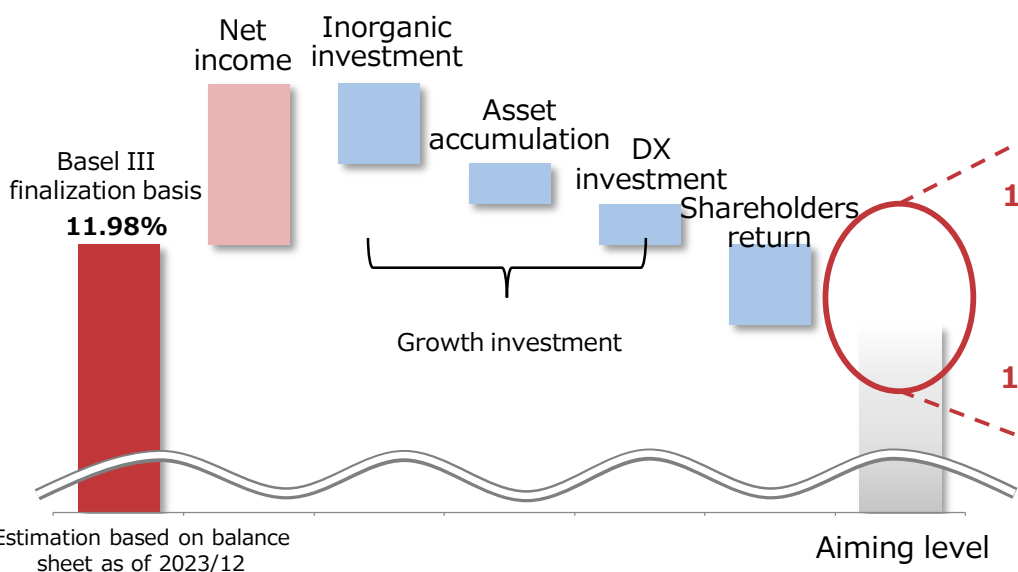 Net
income
Inorganic
investment
Asset
accumulation
DX
investment
Shareholders
return
Basel III
finalization basis
11.98%
1
1
Growth investment
Estimation based on balance
sheet as of 2023/12
Aiming level